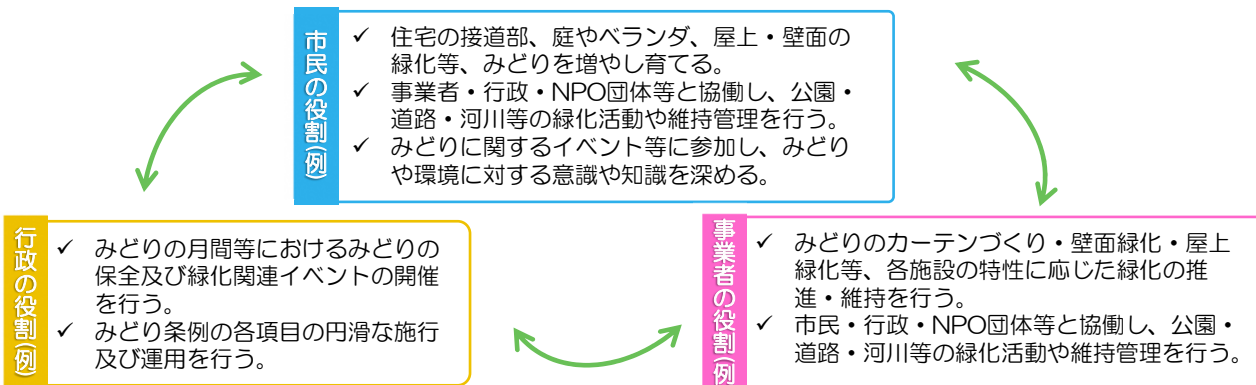 市民の役割(例)
✓ 住宅の接道部、庭やベランダ、屋上・壁面の
緑化等、みどりを増やし育てる。
✓ 事業者・行政・NPO団体等と協働し、公園・
道路・河川等の緑化活動や維持管理を行う。
✓ みどりに関するイベント等に参加し、みどり
や環境に対する意識や知識を深める。
行政の役割(例)
✓ みどりの月間等におけるみどりの
保全及び緑化関連イベントの開催
を行う。
✓ みどり条例の各項目の円滑な施行
及び運用を行う。
事業者の役割(例
✓ みどりのカーテンづくり・壁面緑化・屋上
緑化等、各施設の特性に応じた緑化の推
進・維持を行う。
✓ 市民・行政・NPO団体等と協働し、公園・
道路・河川等の緑化活動や維持管理を行う。